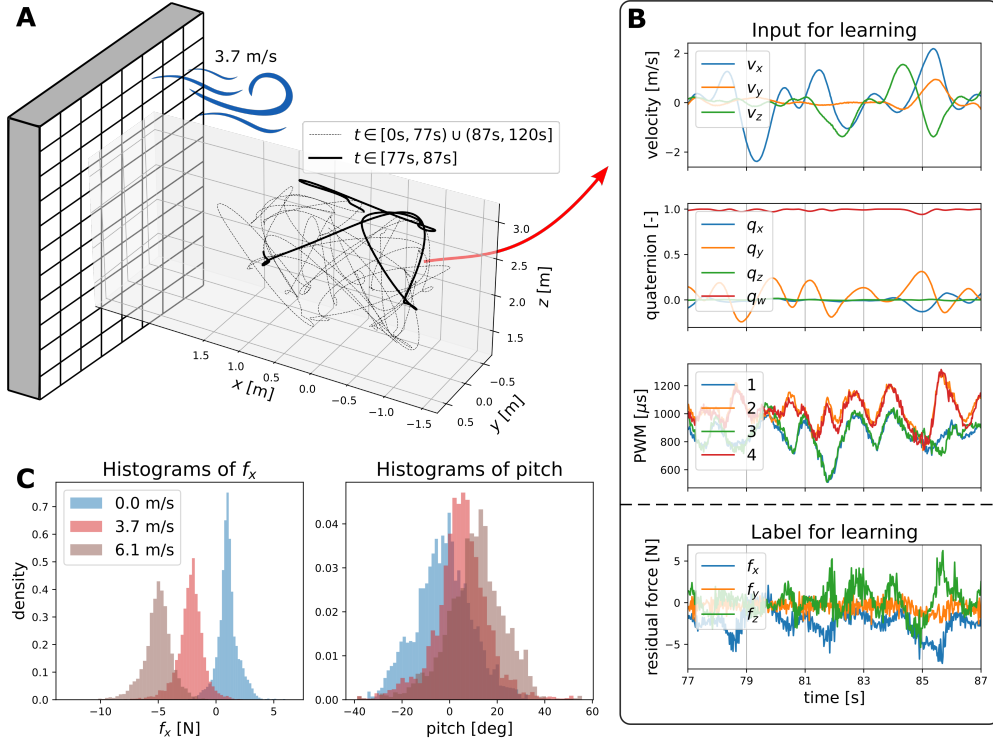 A
3.7 m/s
t ∈ [0s, 77s) ∪ (87s, 120s]
t ∈ [77s, 87s]
3.0
2.5
2.0
1.5
z [m]
1.5
1.0
0.5
0.0
−0.5
−1.0
−1.5
x [m]
−0.5
0.0
0.5
y [m]
B
Input for learning
velocity [m/s]
2
0
−2
v_x
v_y
v_z
quaternion [-]
1.0
0.5
0.0
q_x
q_y
q_z
q_w
PWM [µs]
1200
1000
800
600
1
2
3
4
Label for learning
residual force [N]
5
0
−5
f_x
f_y
f_z
77 79 81 83 85 87
time [s]
C
Histograms of f_x
density
0.7
0.6
0.5
0.4
0.3
0.2
0.1
0.0
0.0 m/s
3.7 m/s
6.1 m/s
−10 −5 0 5
f_x [N]
Histograms of pitch
0.04
0.03
0.02
0.01
0.00
−40 −20 0 20 40 60
pitch [deg]